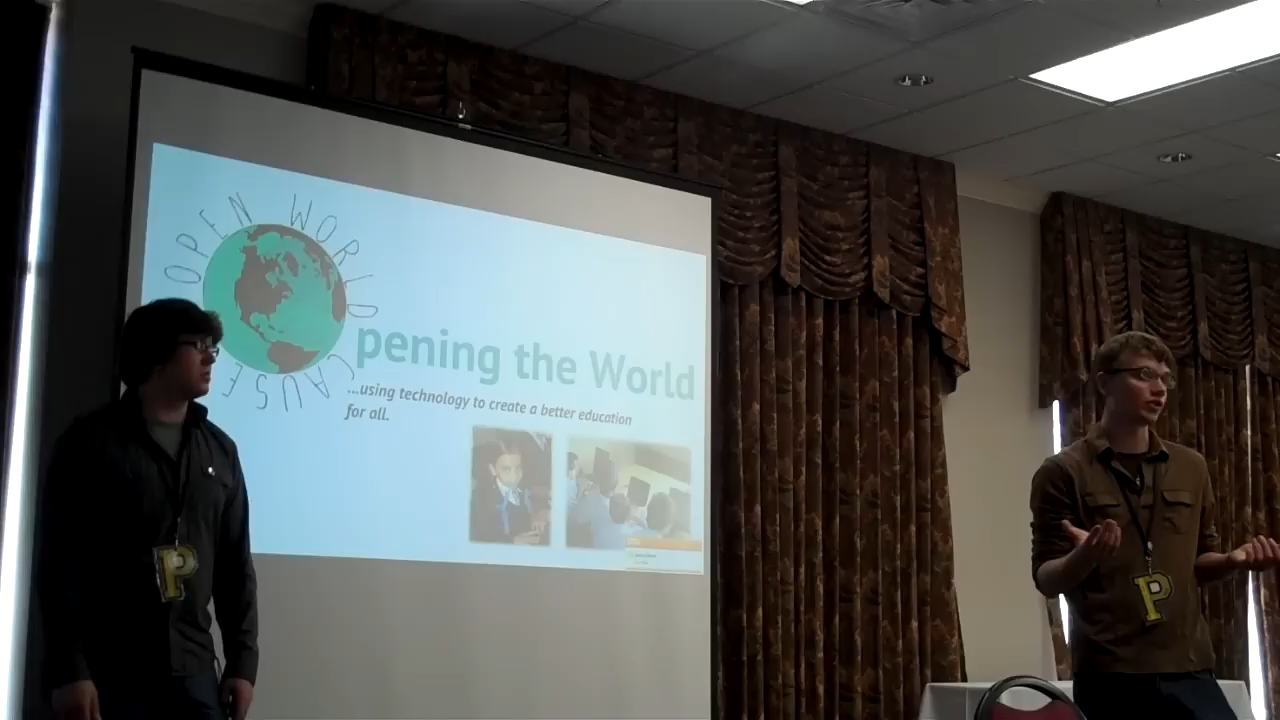 OPEN WORLD
CAUSE
pening the World
...using technology to create a better education
for all.
P
P